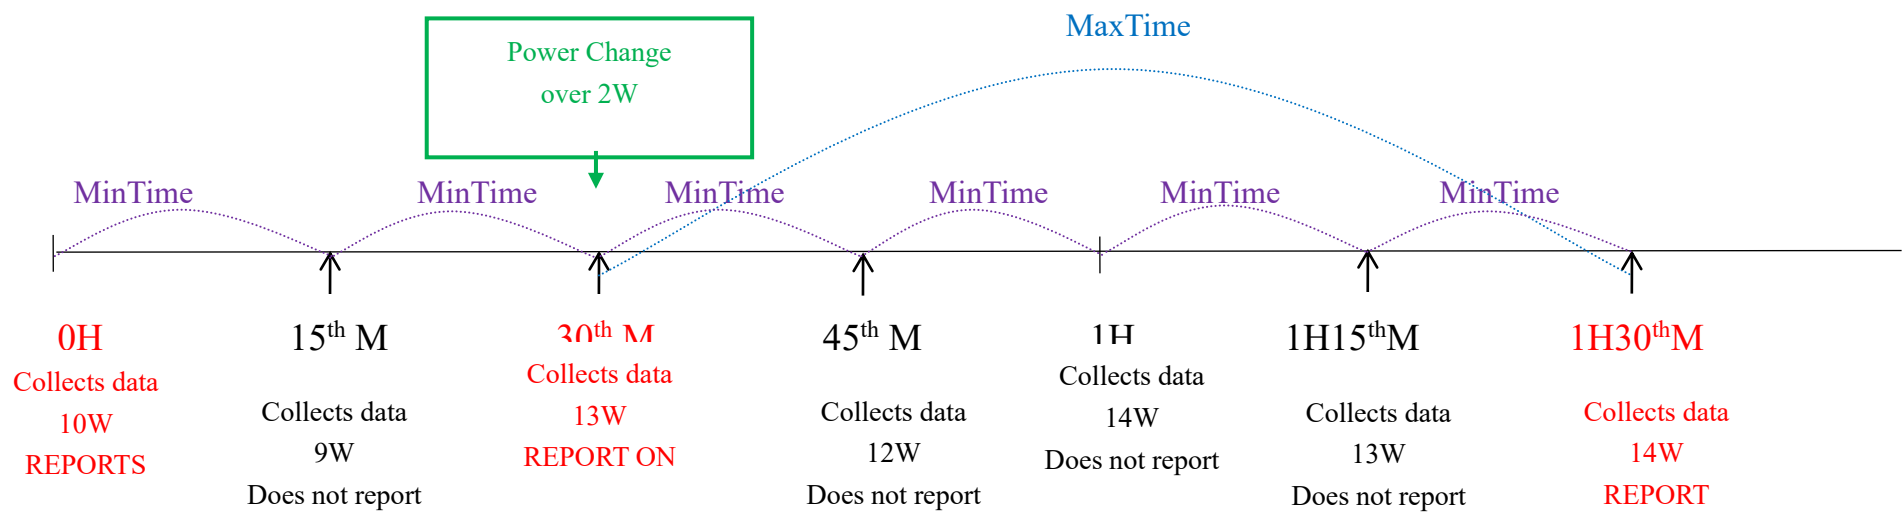 MaxTime
Power Change
over 2W
MinTime
MinTime
MinTime
MinTime
MinTime
MinTime
0H
Collects data
10W
REPORTS
15th M
Collects data
9W
Does not report
30th M
Collects data
13W
REPORT ON
45th M
Collects data
12W
Does not report
1H
Collects data
14W
Does not report
1H15thM
Collects data
13W
Does not report
1H30thM
Collects data
14W
REPORT